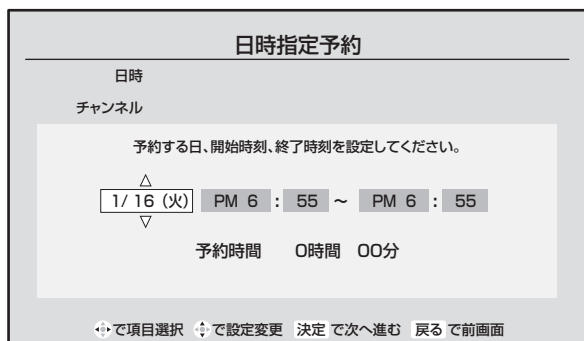 日時指定予約
日時
チャンネル
予約する日、開始時刻、終了時刻を設定してください。
△
1/ 16 (火) PM 6 : 55 ～ PM 6 : 55
▽
予約時間 0時間 00分
で項目選択 で設定変更 決定 で次へ進む 戻る で前画面